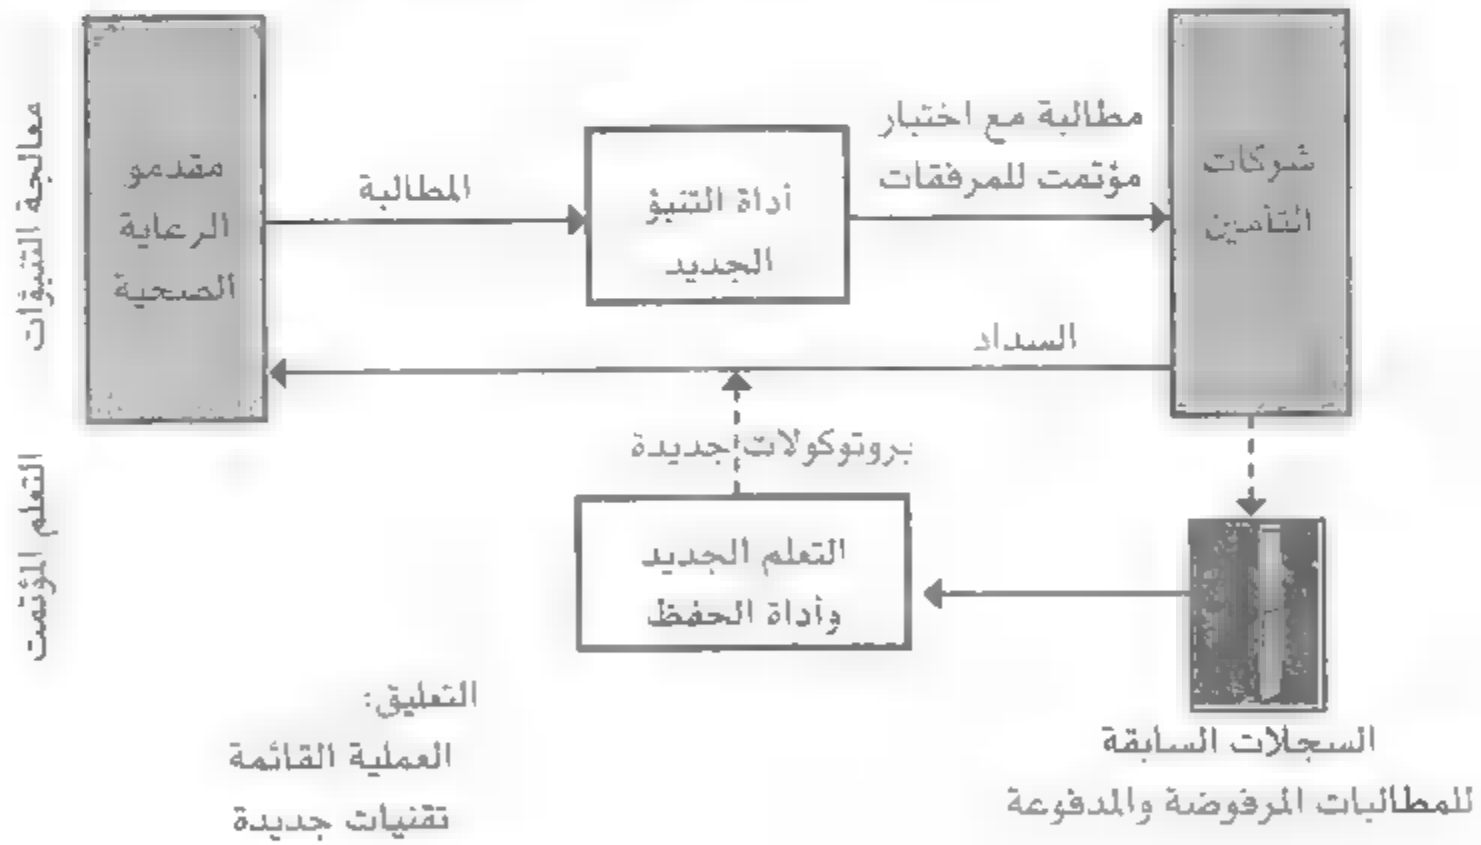 معالجة التنبؤات
مقدمو
الرعاية
الصحية
المطالبة
أداة التنبؤ
الجديد
مطالبة مع اختبار
مؤتمت للمرفقات
شركات
التأمين
السداد
بروتوكولات جديدة
التعلم المؤتمت
التعلم الجديد
وأداة الحفظ
السجلات السابقة
للمطالبات المرفوضة والمدفوعة
التعليق:
العملية القائمة
تقنيات جديدة